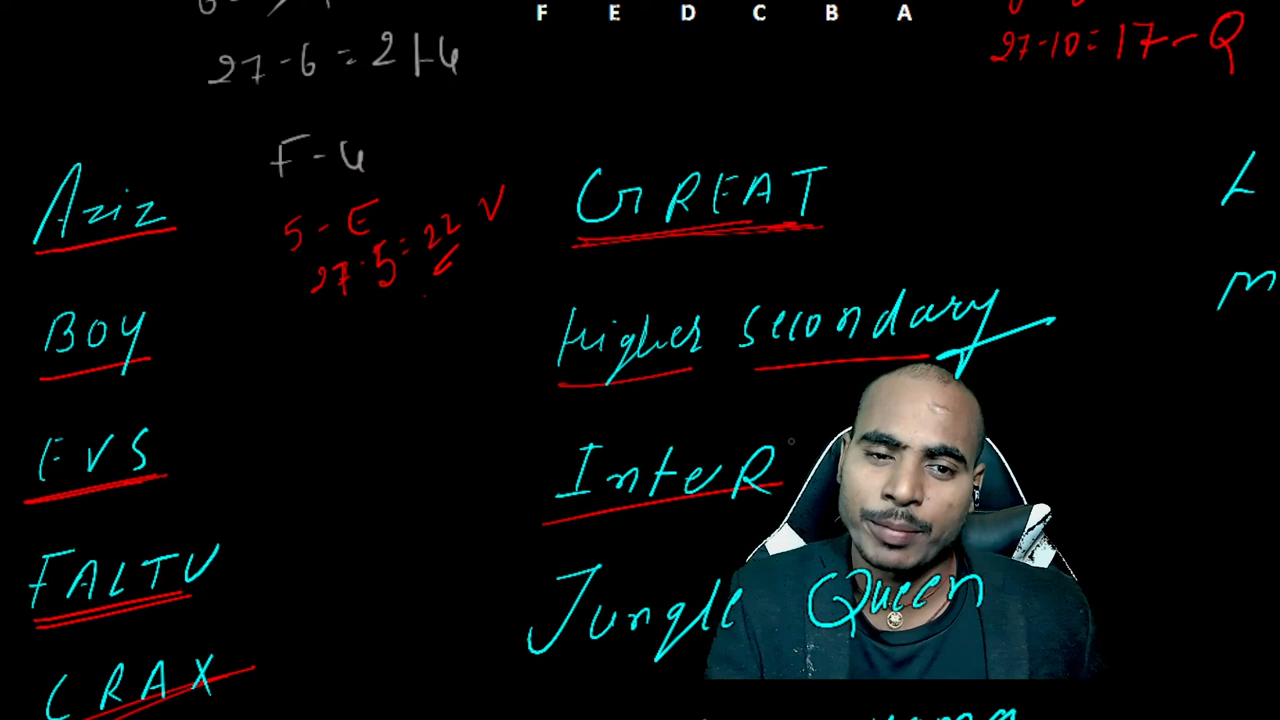 F E D C B A
27-6=21-U
27-10=17-Q
F-U
5-E
27-5=22 V
Aziz
GREAT
L
BOY
Higher Secondary
M
EVS
InteR
FALTU
Jungle Queen
CRAX